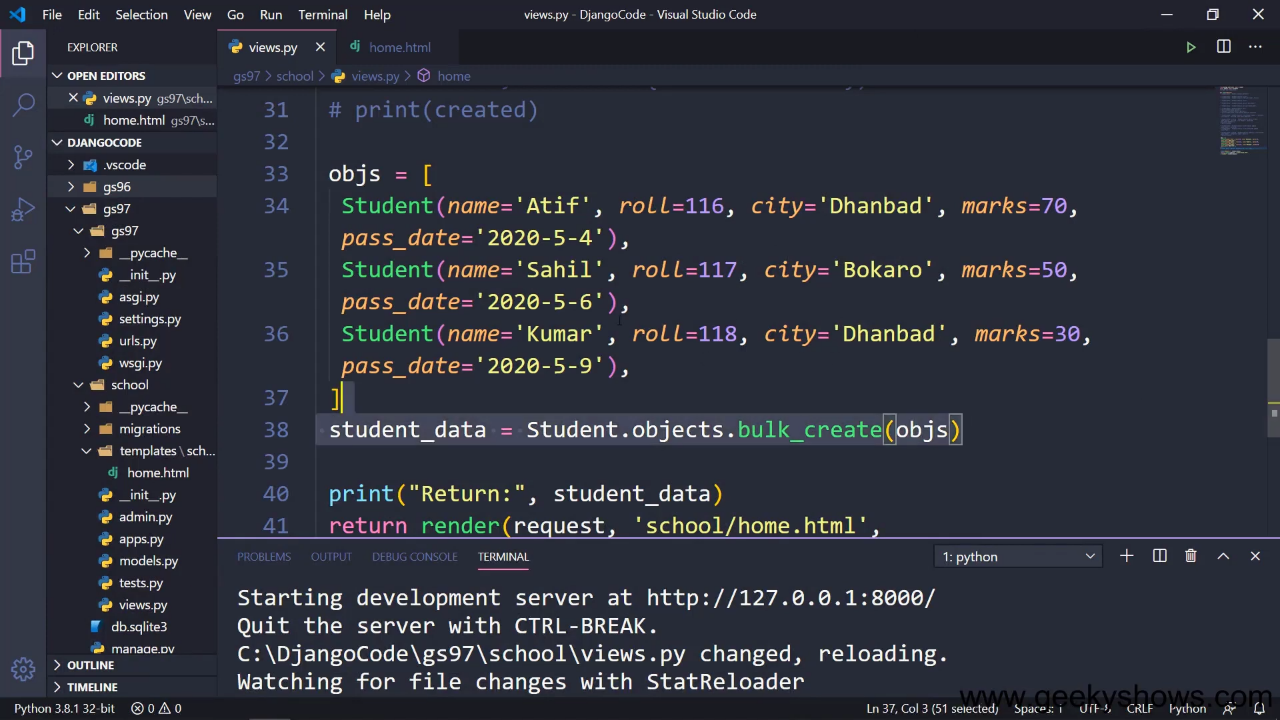 File Edit Selection View Go Run Terminal Help views.py - DjangoCode - Visual Studio Code
EXPLORER
OPEN EDITORS
views.py gs97\sc...
home.html gs97\s...
DJANGOCODE
.vscode
gs96
gs97
gs97
__pycache__
__init__.py
asgi.py
settings.py
urls.py
wsgi.py
school
__pycache__
migrations
templates \ sc...
home.html
__init__.py
admin.py
apps.py
models.py
tests.py
views.py
db.sqlite3
manage.py
OUTLINE
TIMELINE
views.py home.html
gs97 > school > views.py > home
31 # print(created)
32
33 objs = [
34 Student(name='Atif', roll=116, city='Dhanbad', marks=70,
pass_date='2020-5-4'),
35 Student(name='Sahil', roll=117, city='Bokaro', marks=50,
pass_date='2020-5-6'),
36 Student(name='Kumar', roll=118, city='Dhanbad', marks=30,
pass_date='2020-5-9'),
37 ]
38 student_data = Student.objects.bulk_create(objs)
39
40 print("Return:", student_data)
41 return render(request, 'school/home.html',
PROBLEMS OUTPUT DEBUG CONSOLE TERMINAL 1: python
Starting development server at http://127.0.0.1:8000/
Quit the server with CTRL-BREAK.
C:\DjangoCode\gs97\school\views.py changed, reloading.
Watching for file changes with StatReloader
www.geekyshows.com
Python 3.8.1 32-bit 0 0 Ln 37, Col 3 (51 selected) Spaces: 1 UTF-8 CRLF Python